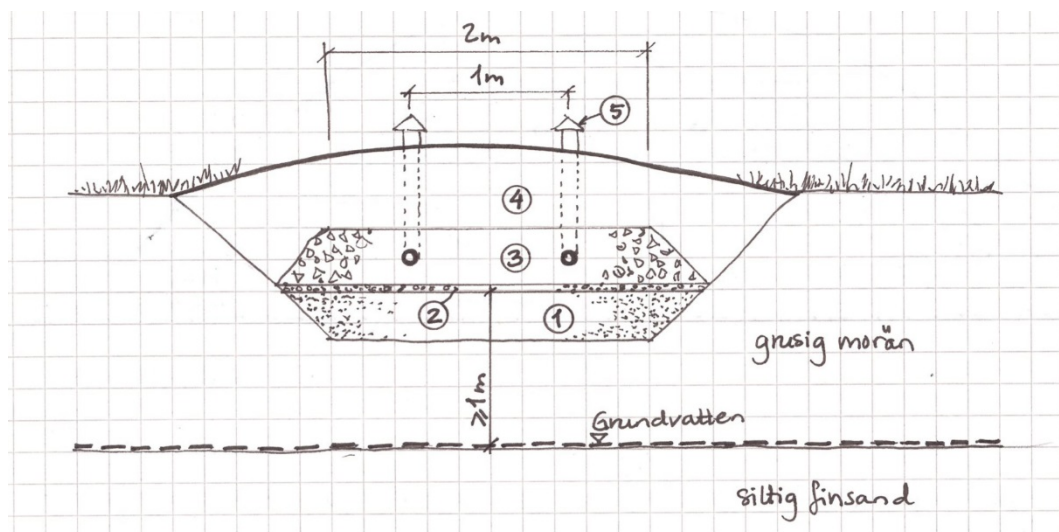 2m
1m
5
4
3
2
1
≥1m
grusig morän
Grundvatten
siltig finsand